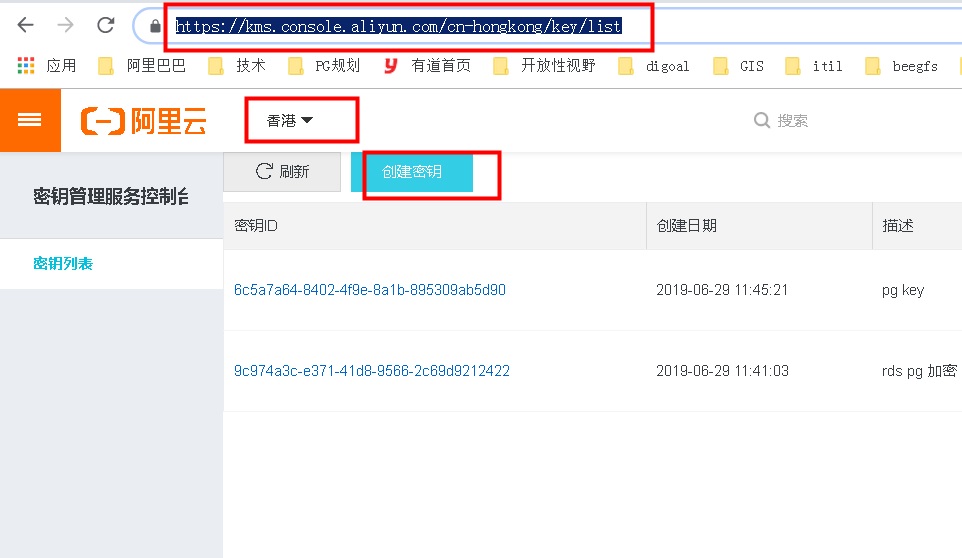 https://kms.console.aliyun.com/cn-hongkong/key/list
应用 阿里巴巴 技术 PG规划 有道首页 开放性视野 digoal GIS itil beegfs
阿里云 香港 搜索
刷新 创建密钥
密钥管理服务控制台
密钥列表
密钥ID 创建日期 描述
6c5a7a64-8402-4f9e-8a1b-895309ab5d90 2019-06-29 11:45:21 pg key
9c974a3c-e371-41d8-9566-2c69d9212422 2019-06-29 11:41:03 rds pg 加密